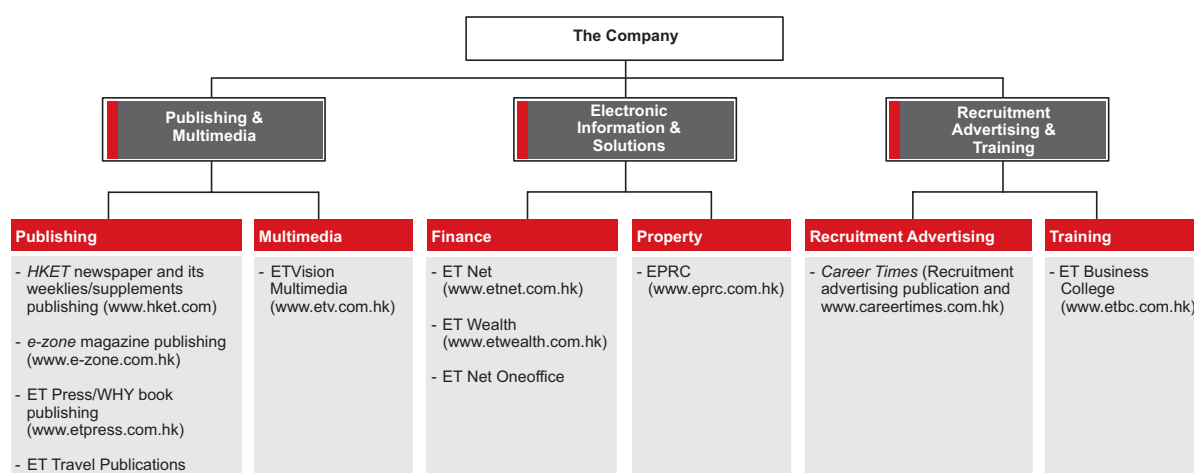 The Company
Publishing &
Multimedia
Electronic
Information &
Solutions
Recruitment
Advertising &
Training
Publishing
- HKET newspaper and its
weeklies/supplements
publishing (www.hket.com)
- e-zone magazine publishing
(www.e-zone.com.hk)
- ET Press/WHY book
publishing
(www.etpress.com.hk)
- ET Travel Publications
Multimedia
- ETVision
Multimedia
(www.etv.com.hk)
Finance
- ET Net
(www.etnet.com.hk)
- ET Wealth
(www.etwealth.com.hk)
- ET Net Oneoffice
Property
- EPRC
(www.eprc.com.hk)
Recruitment Advertising
- Career Times (Recruitment
advertising publication and
www.careertimes.com.hk)
Training
- ET Business
College
(www.etbc.com.hk)